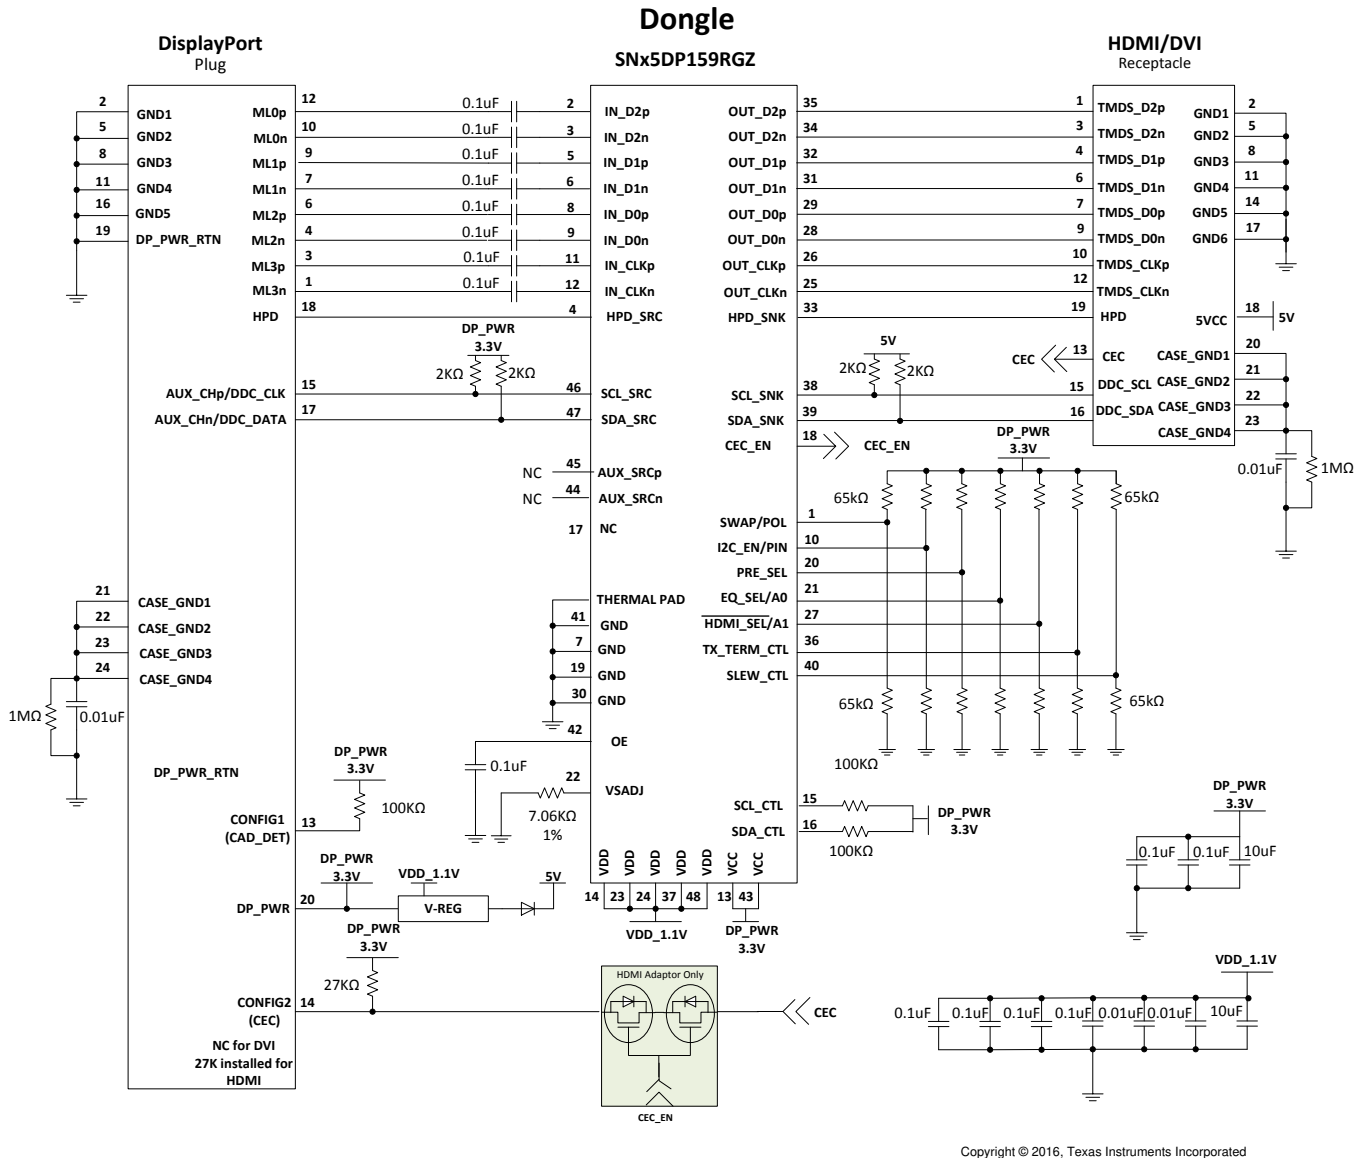 Dongle
DisplayPort
Plug
SNx5DP159RGZ
HDMI/DVI
Receptacle
2 GND1
5 GND2
8 GND3
11 GND4
16 GND5
19 DP_PWR_RTN
ML0p 12 0.1uF 2 IN_D2p
ML0n 10 0.1uF 3 IN_D2n
ML1p 9 0.1uF 5 IN_D1p
ML1n 7 0.1uF 6 IN_D1n
ML2p 6 0.1uF 8 IN_D0p
ML2n 4 0.1uF 9 IN_D0n
ML3p 3 0.1uF 11 IN_CLKp
ML3n 1 0.1uF 12 IN_CLKn
HPD 18 4 HPD_SRC
OUT_D2p 35 1 TMDS_D2p
OUT_D2n 34 3 TMDS_D2n
OUT_D1p 32 4 TMDS_D1p
OUT_D1n 31 6 TMDS_D1n
OUT_D0p 29 7 TMDS_D0p
OUT_D0n 28 9 TMDS_D0n
OUT_CLKp 26 10 TMDS_CLKp
OUT_CLKn 25 12 TMDS_CLKn
HPD_SNK 33 19 HPD
GND1 2
GND2 5
GND3 8
GND4 11
GND5 14
GND6 17
5VCC 18 5V
CEC 13 CEC
CASE_GND1 20
CASE_GND2 21
CASE_GND3 22
CASE_GND4 23
0.01uF 1MΩ
DP_PWR
3.3V
2KΩ 2KΩ
AUX_CHp/DDC_CLK 15 46 SCL_SRC
AUX_CHn/DDC_DATA 17 47 SDA_SRC
5V
2KΩ 2KΩ
SCL_SNK 38 15 DDC_SCL
SDA_SNK 39 16 DDC_SDA
CEC_EN 18 CEC_EN
NC 45 AUX_SRCp
NC 44 AUX_SRCn
17 NC
DP_PWR
3.3V
65kΩ 65kΩ
SWAP/POL 1
I2C_EN/PIN 10
PRE_SEL 20
EQ_SEL/A0 21
HDMI_SEL/A1 27
TX_TERM_CTL 36
SLEW_CTL 40
65kΩ 65kΩ
THERMAL PAD
41 GND
7 GND
19 GND
30 GND
42 OE
0.1uF
22 VSADJ
7.06KΩ
1%
21 CASE_GND1
22 CASE_GND2
23 CASE_GND3
24 CASE_GND4
1MΩ 0.01uF
DP_PWR_RTN
DP_PWR
3.3V
100KΩ
CONFIG1 13
(CAD_DET)
100KΩ
SCL_CTL 15
SDA_CTL 16
100KΩ
DP_PWR
3.3V
VDD VDD VDD VDD VDD VCC VCC
14 23 24 37 48 13 43
VDD_1.1V
DP_PWR
3.3V
DP_PWR
3.3V
VDD_1.1V
5V
DP_PWR 20
V-REG
DP_PWR
3.3V
27KΩ
CONFIG2 14
(CEC)
NC for DVI
27K installed for
HDMI
HDMI Adaptor Only
CEC
CEC_EN
DP_PWR
3.3V
0.1uF 0.1uF 10uF
VDD_1.1V
0.1uF 0.1uF 0.1uF 0.1uF 0.01uF 0.01uF 10uF
Copyright © 2016, Texas Instruments Incorporated